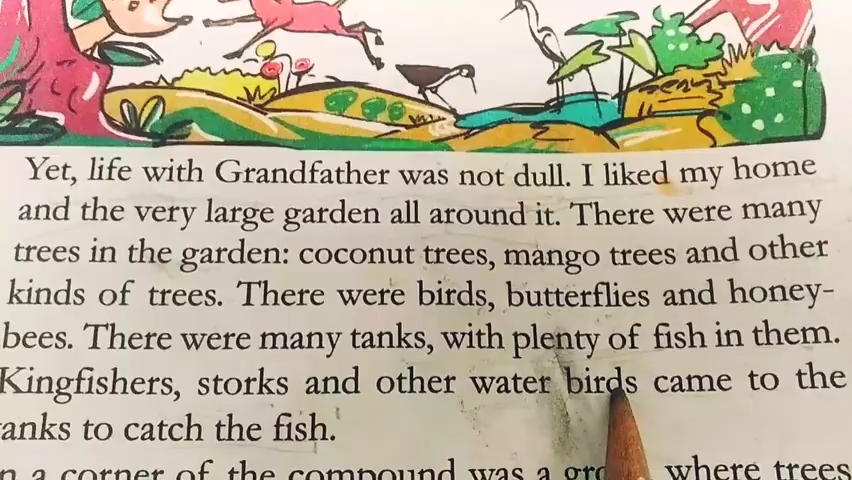 Yet, life with Grandfather was not dull. I liked my home
and the very large garden all around it. There were many
trees in the garden: coconut trees, mango trees and other
kinds of trees. There were birds, butterflies and honey-
bees. There were many tanks, with plenty of fish in them.
Kingfishers, storks and other water birds came to the
anks to catch the fish.
n a corner of the compound was a where trees